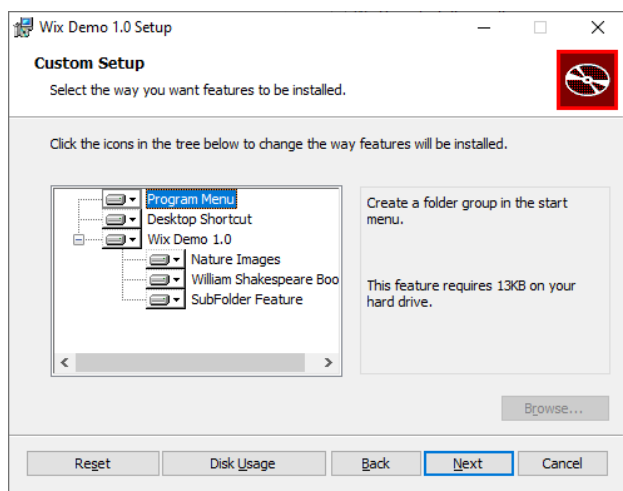 Wix Demo 1.0 Setup
Custom Setup
Select the way you want features to be installed.
Click the icons in the tree below to change the way features will be installed.
Program Menu
Desktop Shortcut
Wix Demo 1.0
Nature Images
William Shakespeare Boo
SubFolder Feature
Create a folder group in the start
menu.
This feature requires 13KB on your
hard drive.
Browse...
Reset
Disk Usage
Back
Next
Cancel